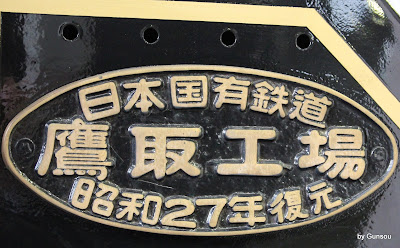 日本国有鉄道
鷹取工場
昭和27年復元
by Gunsou